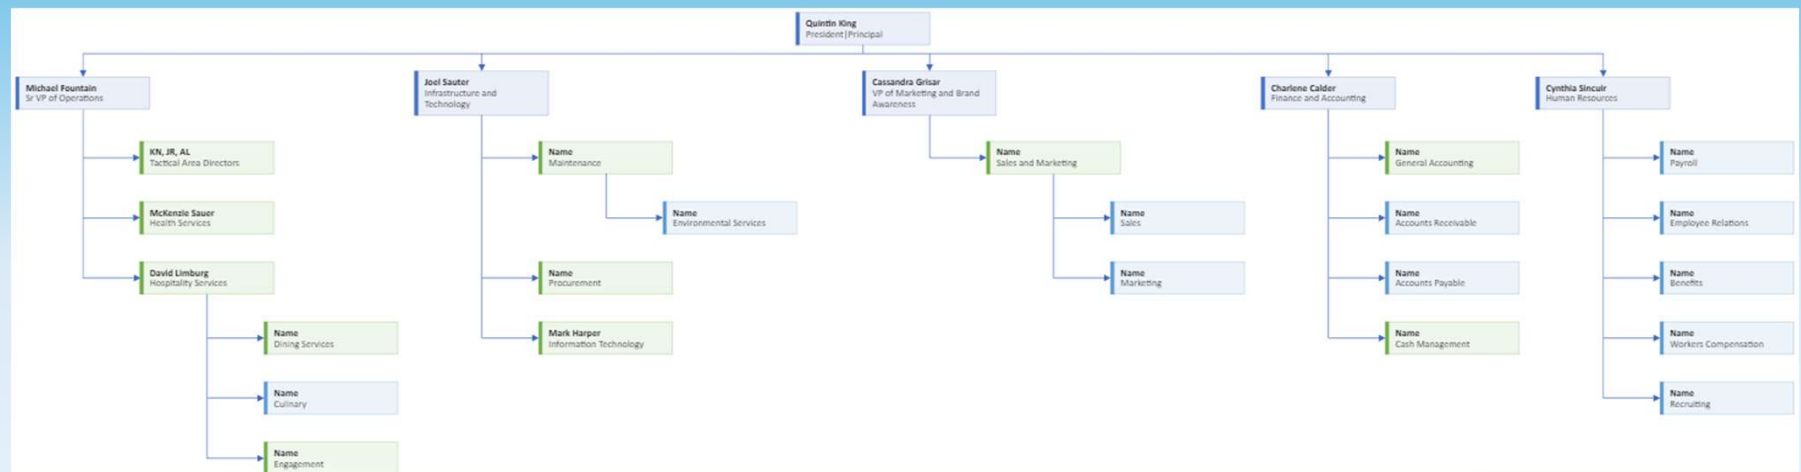 Quintin King
President|Principal
Michael Fountain
Sr VP of Operations
Joel Sauter
Infrastructure and
Technology
Cassandra Grisar
VP of Marketing and Brand
Awareness
Charlene Calder
Finance and Accounting
Cynthia Sincuir
Human Resources
KN, JR, AL
Tactical Area Directors
McKenzie Sauer
Health Services
David Limburg
Hospitality Services
Name
Dining Services
Name
Culinary
Name
Engagement
Name
Maintenance
Name
Environmental Services
Name
Procurement
Mark Harper
Information Technology
Name
Sales and Marketing
Name
Sales
Name
Marketing
Name
General Accounting
Name
Accounts Receivable
Name
Accounts Payable
Name
Cash Management
Name
Payroll
Name
Employee Relations
Name
Benefits
Name
Workers Compensation
Name
Recruiting